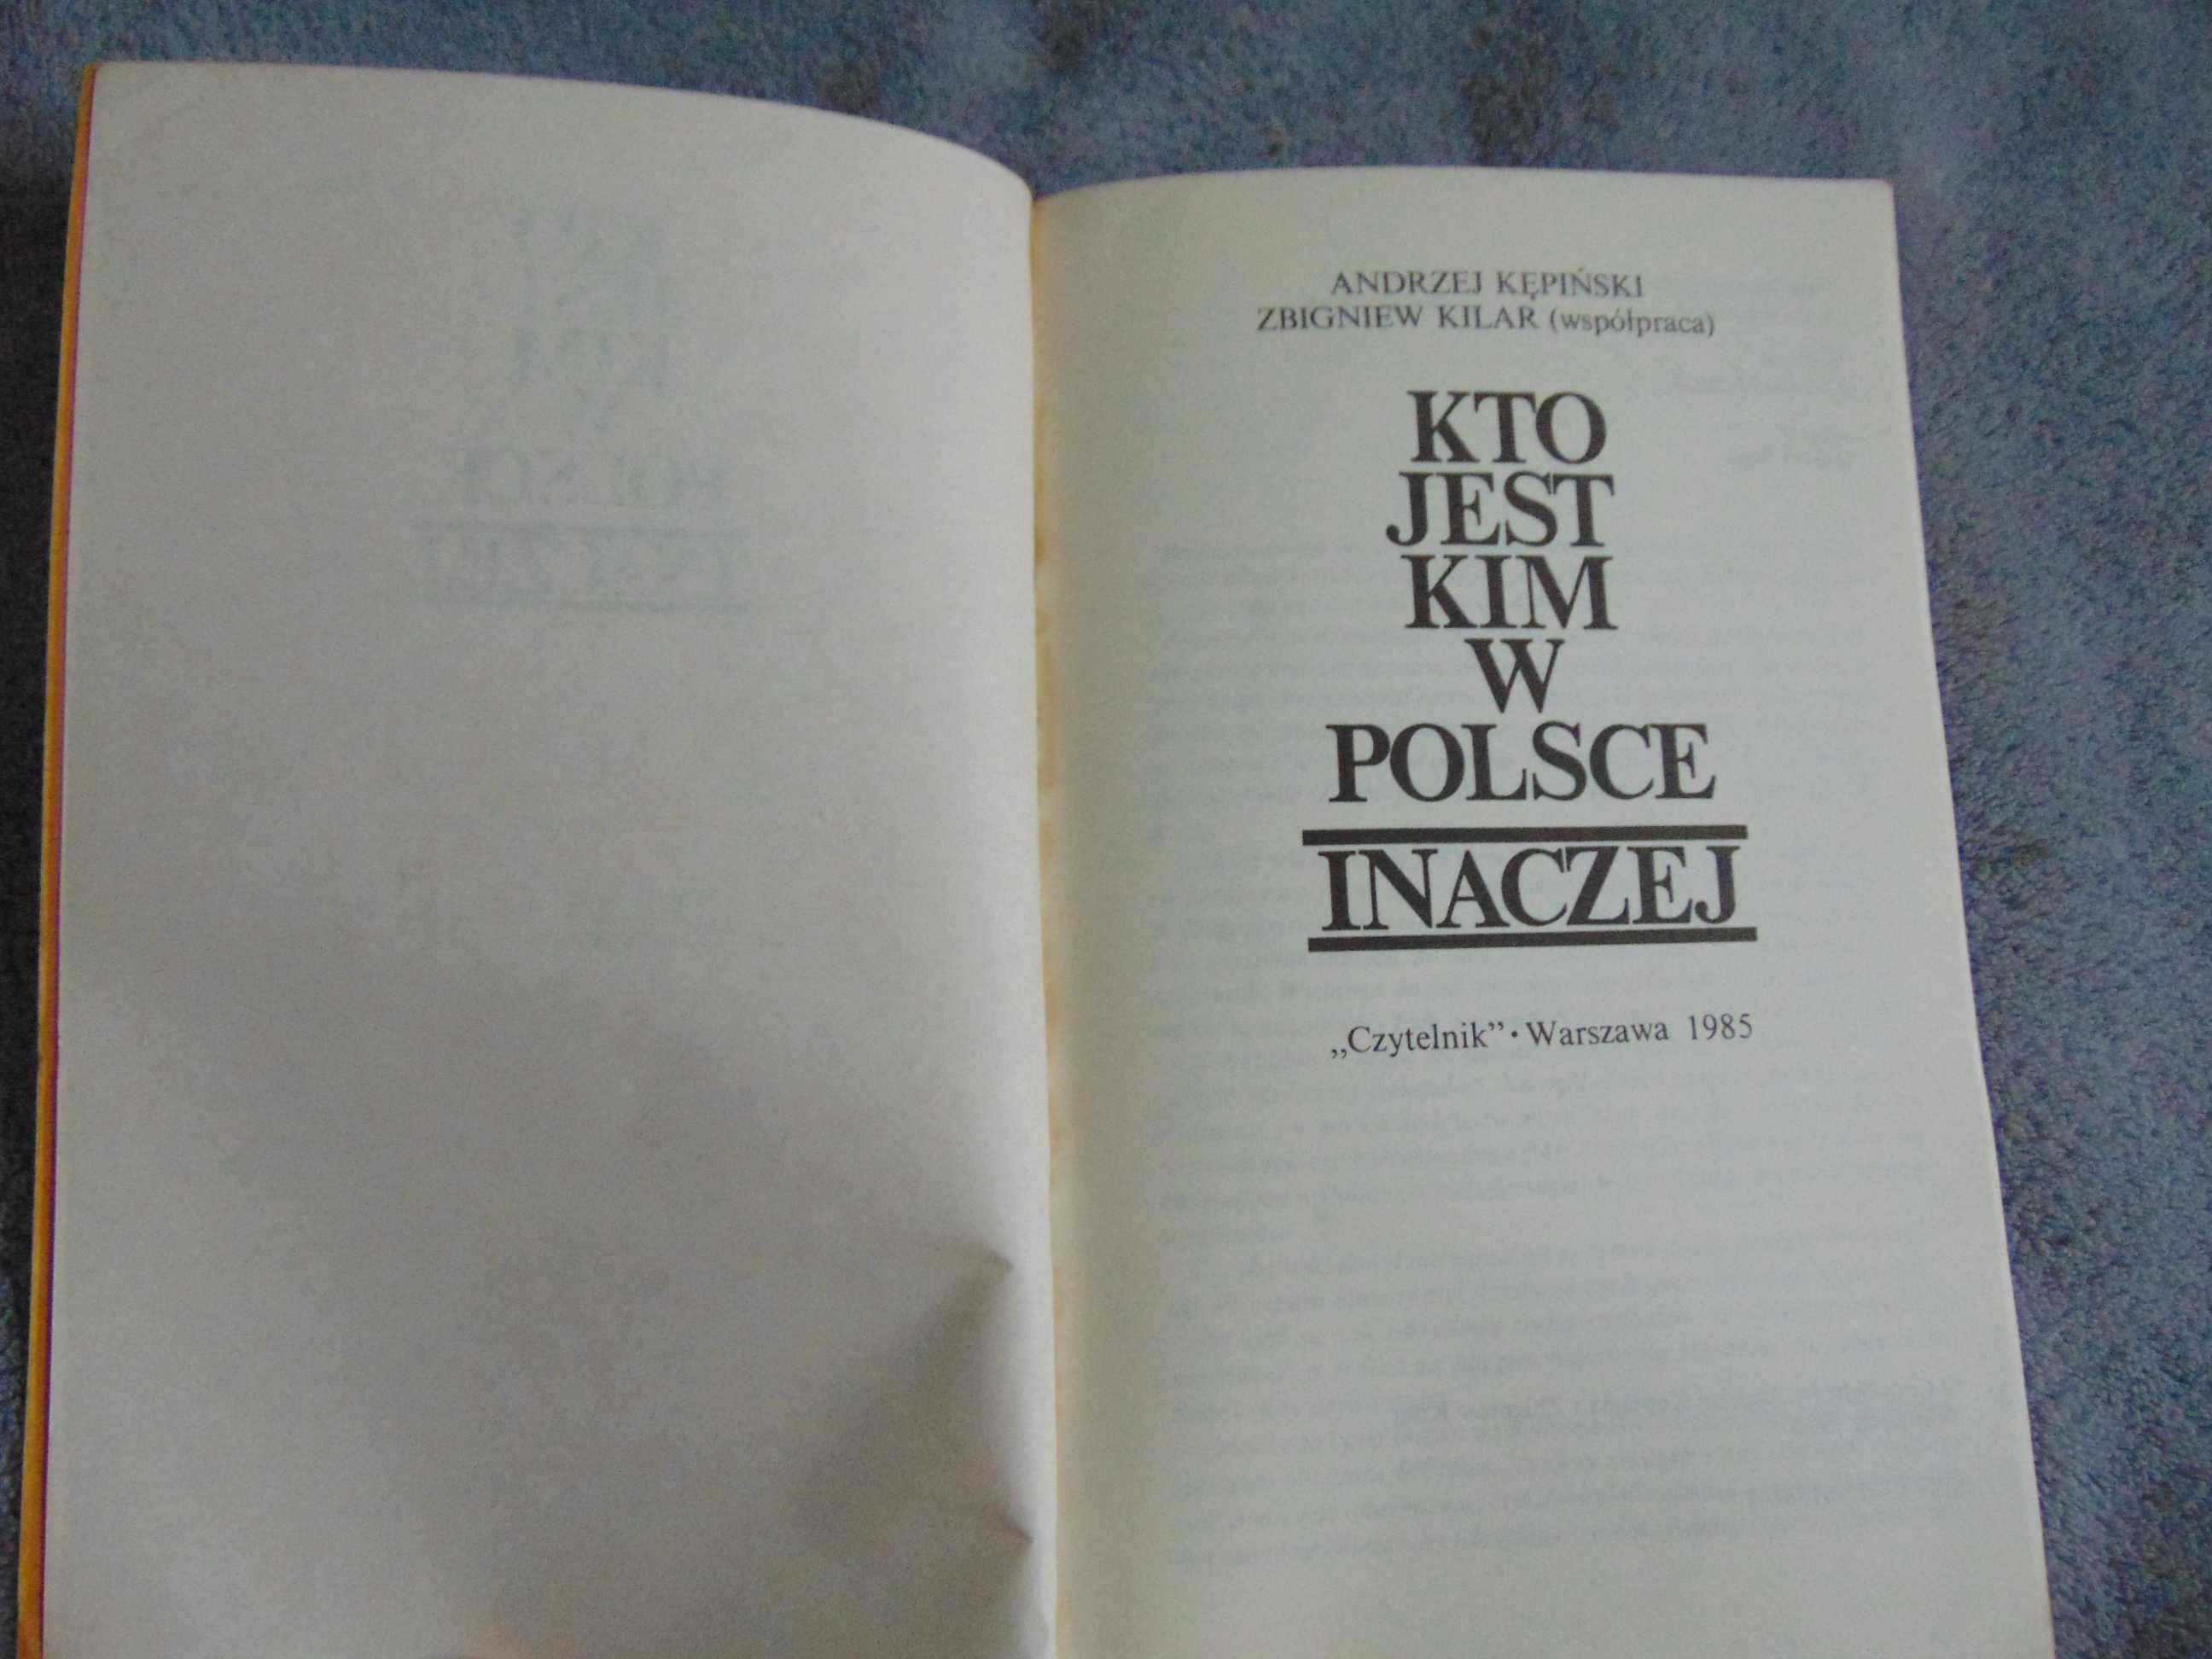 ANDRZEJ KĘPIŃSKI
ZBIGNIEW KILAR (współpraca)
KTO
JEST
KIM
W
POLSCE
INACZEJ
„Czytelnik” · Warszawa 1985